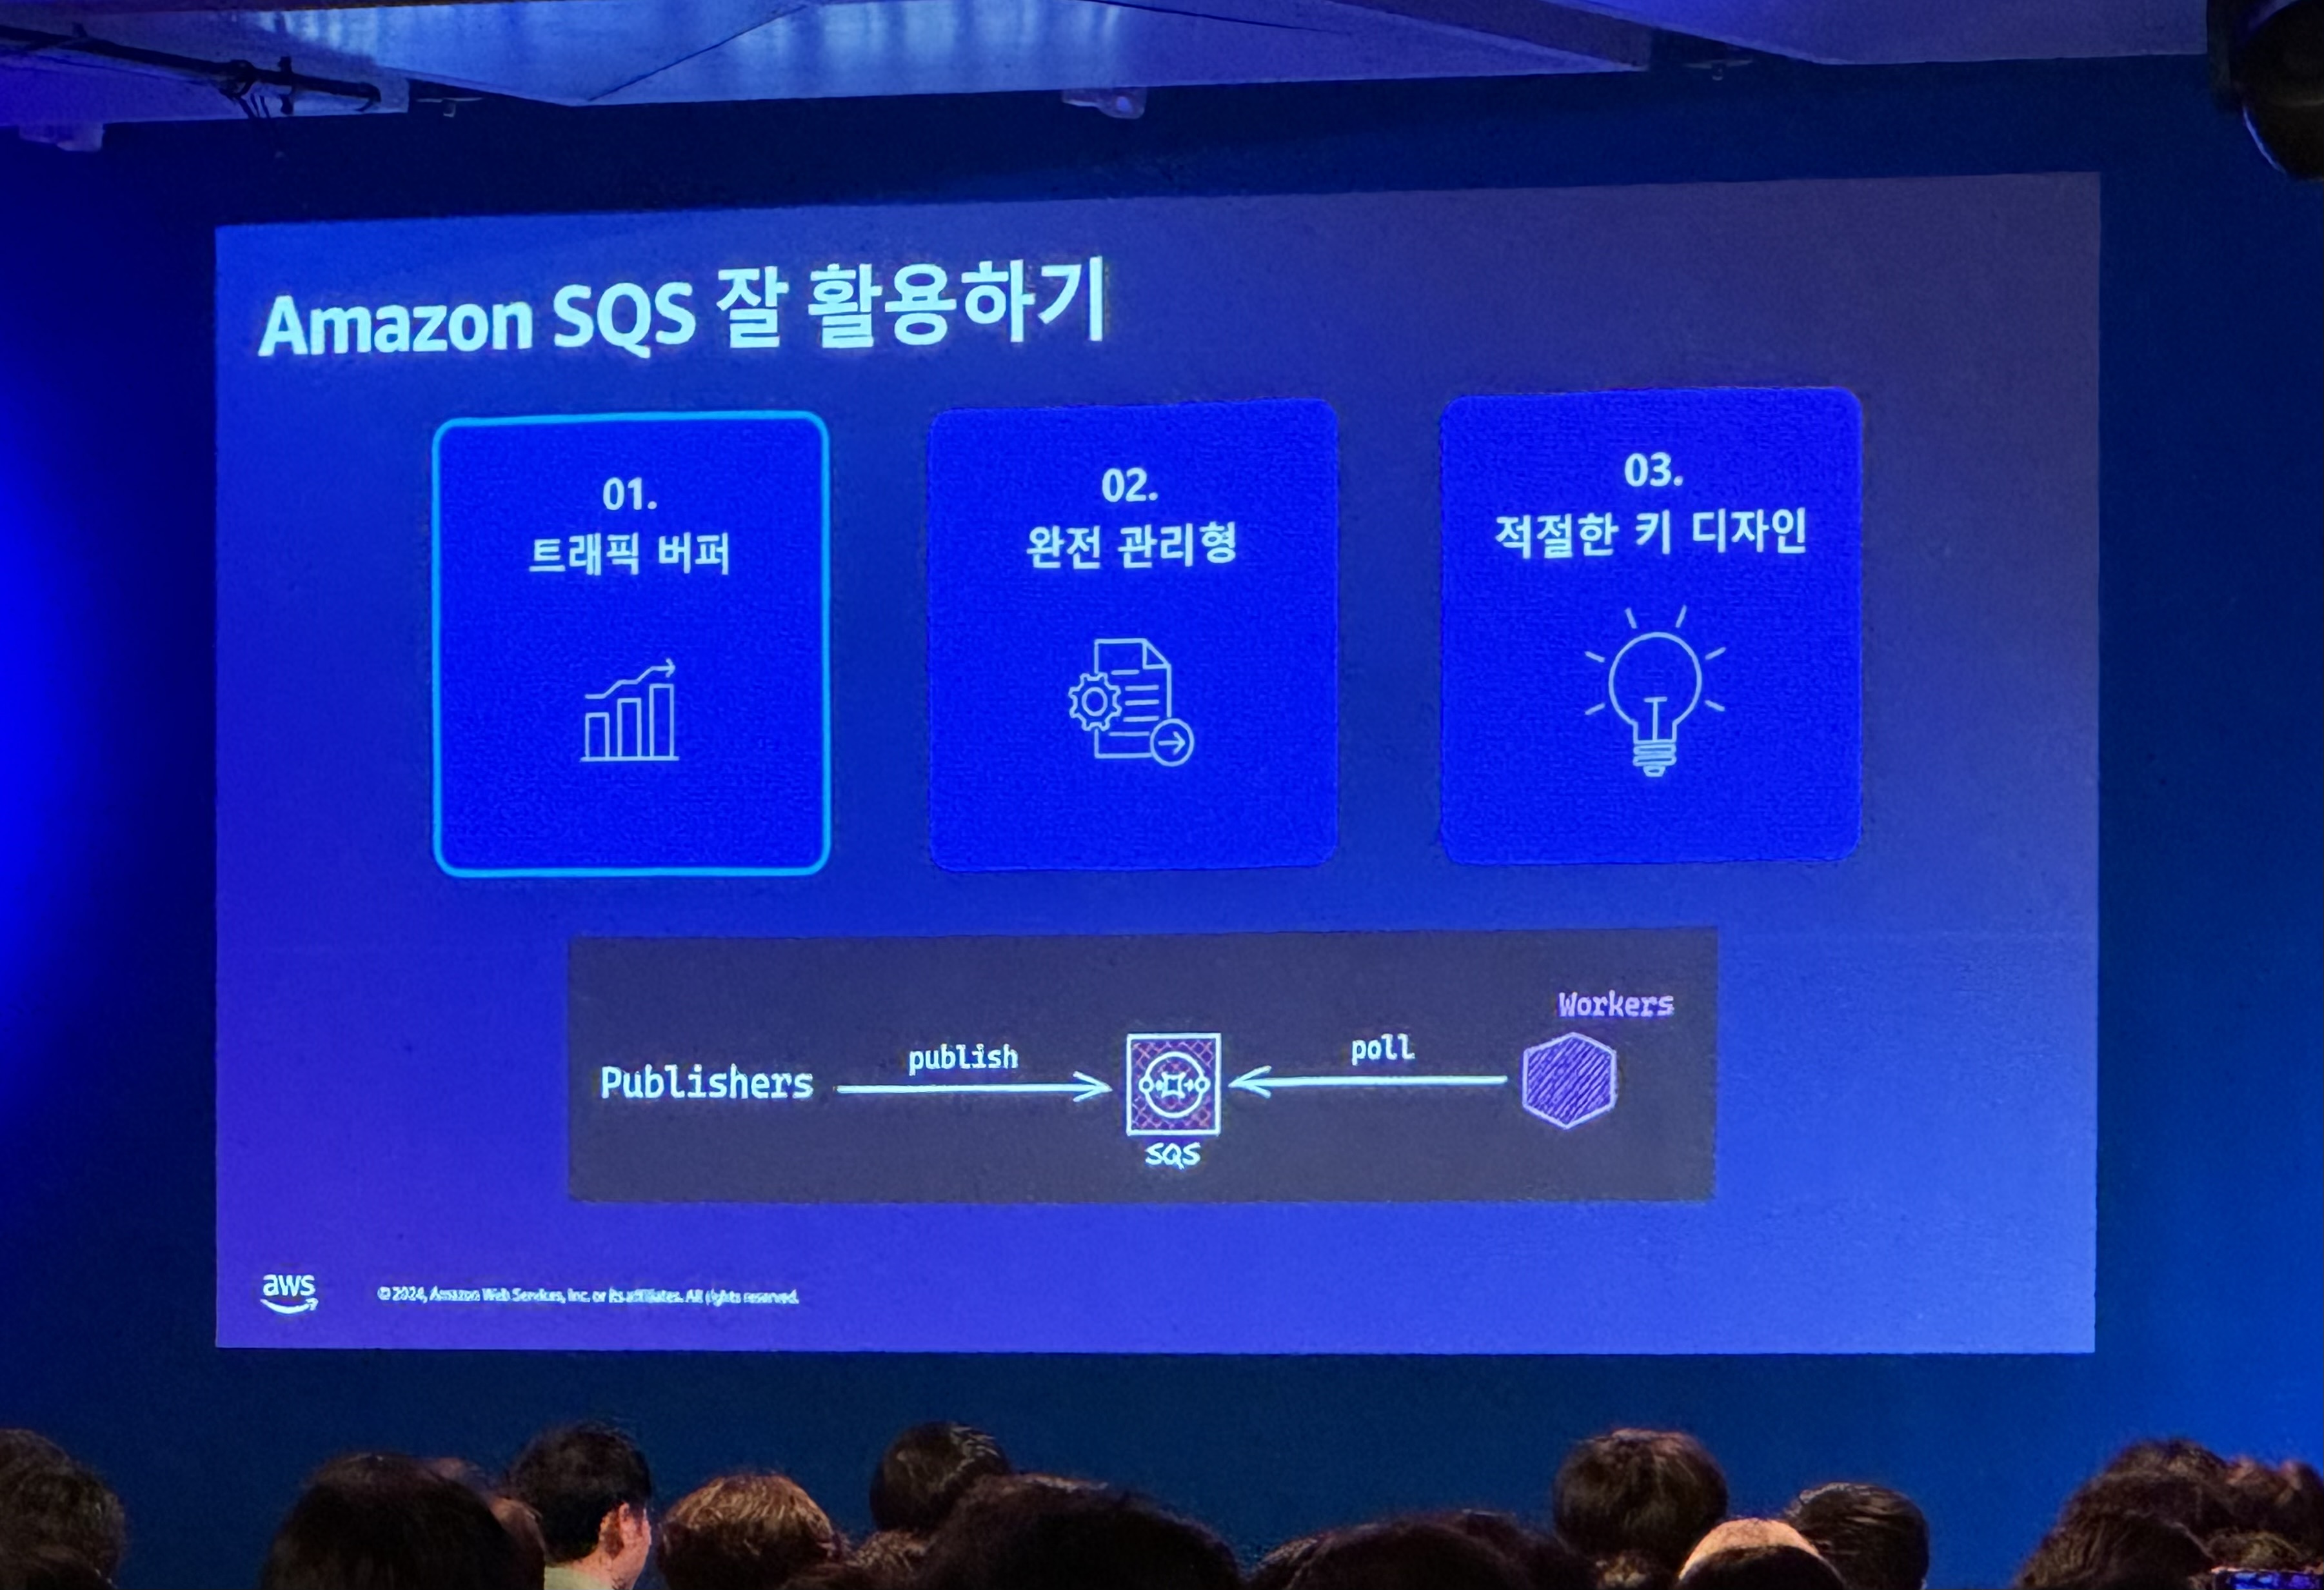 Amazon SQS 잘 활용하기
01.
트래픽 버퍼
02.
완전 관리형
03.
적절한 키 디자인
Workers
Publishers
publish
poll
SQS
aws
© 2024, Amazon Web Services, Inc. or its affiliates. All rights reserved.